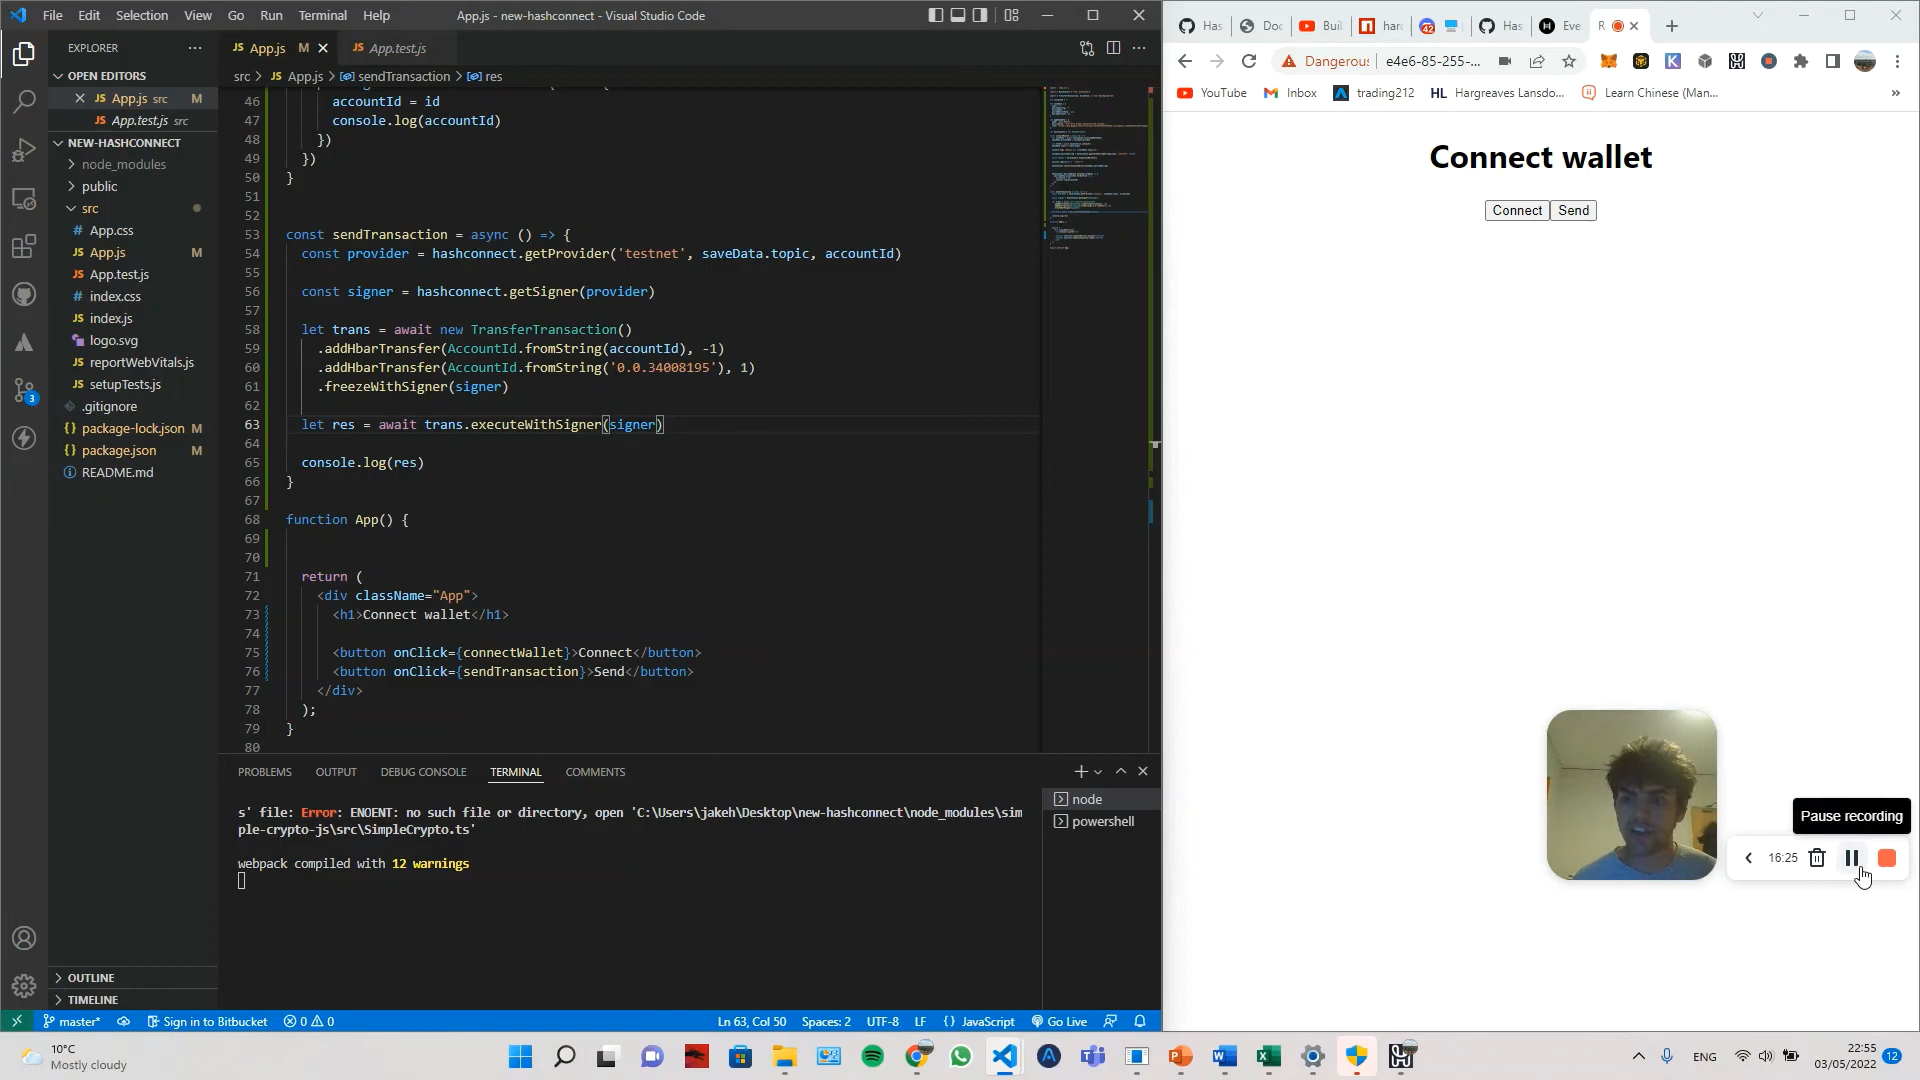 File Edit Selection View Go Run Terminal Help
App.js - new-hashconnect - Visual Studio Code
EXPLORER
OPEN EDITORS
App.js src M
App.test.js src
NEW-HASHCONNECT
node_modules
public
src
App.css
App.js M
App.test.js
index.css
index.js
logo.svg
reportWebVitals.js
setupTests.js
.gitignore
package-lock.json M
package.json M
README.md
OUTLINE
TIMELINE
3
App.js M
App.test.js
src > App.js > sendTransaction > res
46 accountId = id
47 console.log(accountId)
48 })
49 })
50 }
51
52
53 const sendTransaction = async () => {
54 const provider = hashconnect.getProvider('testnet', saveData.topic, accountId)
55
56 const signer = hashconnect.getSigner(provider)
57
58 let trans = await new TransferTransaction()
59 .addHbarTransfer(AccountId.fromString(accountId), -1)
60 .addHbarTransfer(AccountId.fromString('0.0.34008195'), 1)
61 .freezeWithSigner(signer)
62
63 let res = await trans.executeWithSigner(signer)
64
65 console.log(res)
66 }
67
68 function App() {
69
70
71 return (
72 <div className="App">
73 <h1>Connect wallet</h1>
74
75 <button onClick={connectWallet}>Connect</button>
76 <button onClick={sendTransaction}>Send</button>
77 </div>
78 );
79 }
80
PROBLEMS OUTPUT DEBUG CONSOLE TERMINAL COMMENTS
s' file: Error: ENOENT: no such file or directory, open 'C:\Users\jakeh\Desktop\new-hashconnect\node_modules\sim
ple-crypto-js\src\SimpleCrypto.ts'
webpack compiled with 12 warnings
node
powershell
master* Sign in to Bitbucket 0 0
Ln 63, Col 50 Spaces: 2 UTF-8 LF JavaScript Go Live
Has Doc Buil har 42 Has Eve R
Dangerous e4e6-85-255-...
YouTube Inbox trading212 HL Hargreaves Lansdo... Learn Chinese (Man... »
Connect wallet
Connect Send
Pause recording
16:25
10°C
Mostly cloudy
ENG
22:55
03/05/2022
12